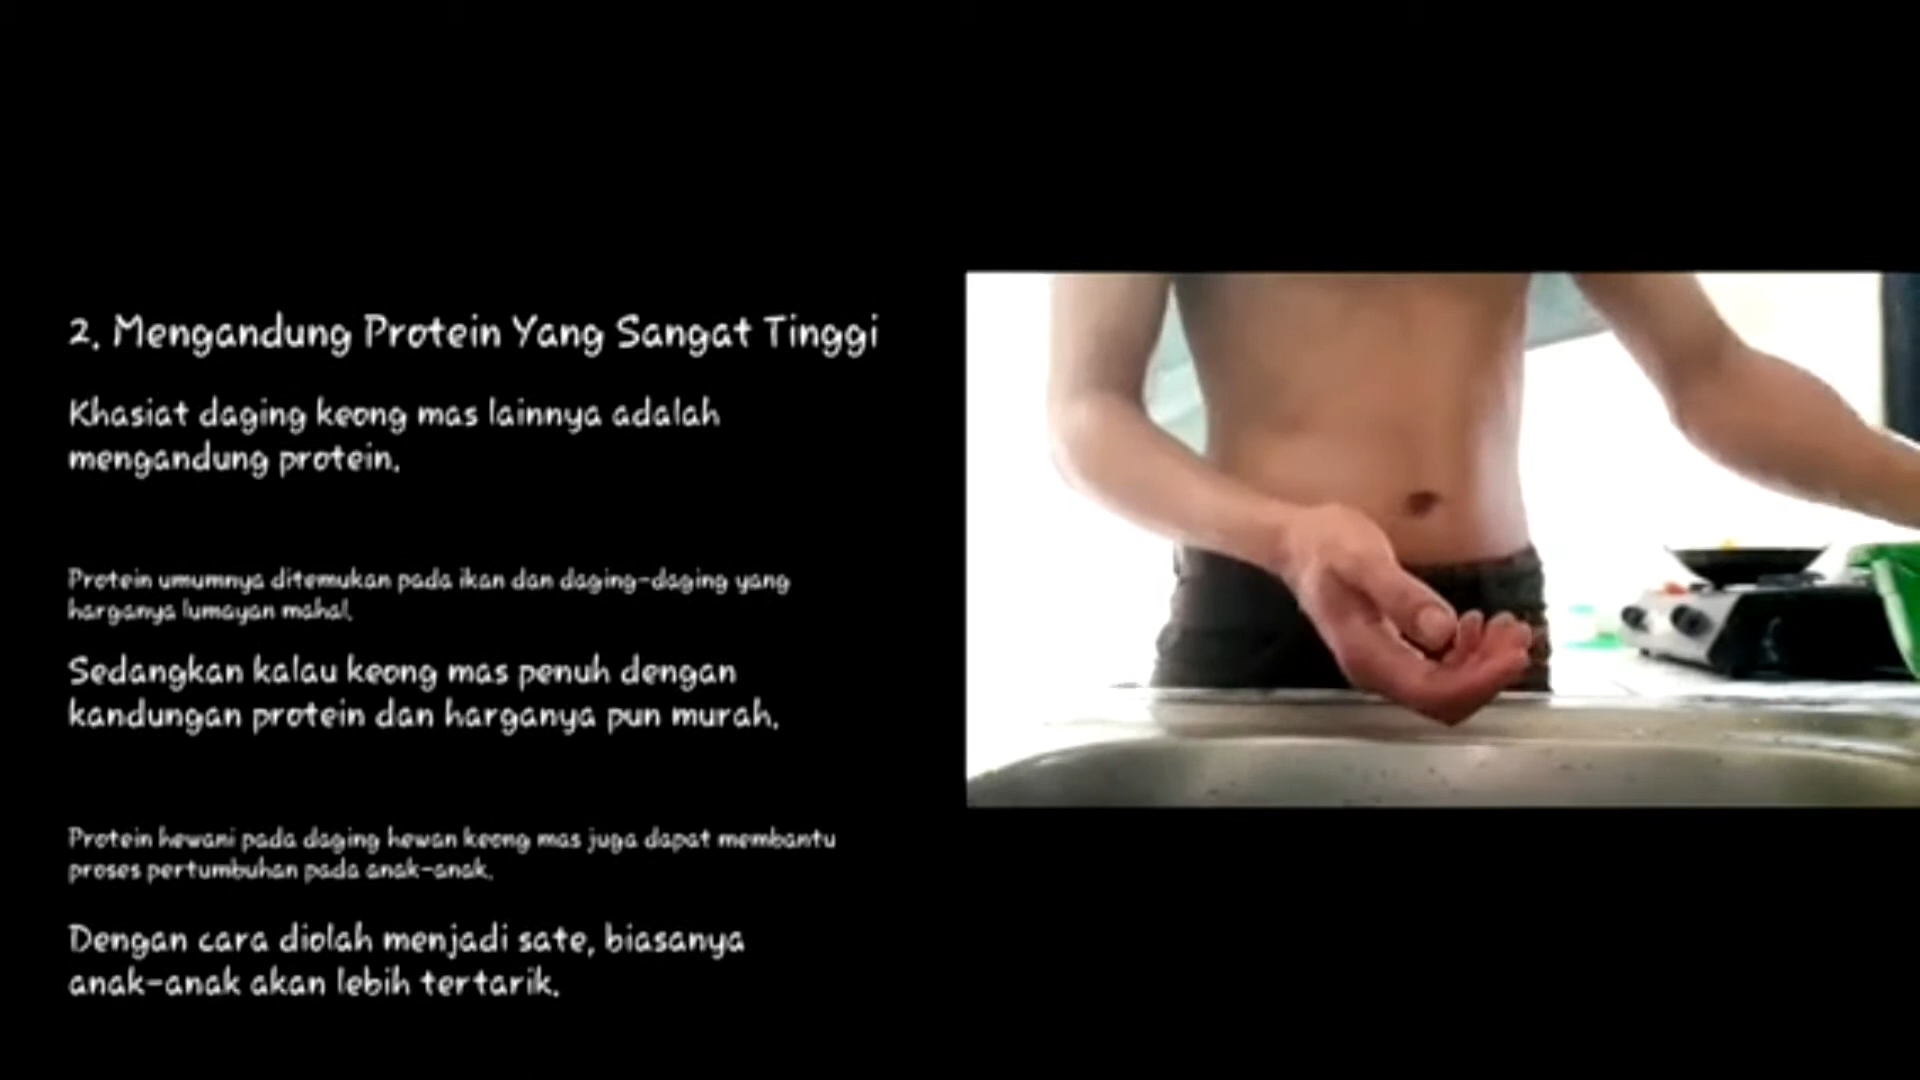 2. Mengandung Protein Yang Sangat Tinggi
Khasiat daging keong mas lainnya adalah
mengandung protein.
Protein umumnya ditemukan pada ikan dan daging-daging yang
harganya lumayan mahal.
Sedangkan kalau keong mas penuh dengan
kandungan protein dan harganya pun murah.
Protein hewani pada daging hewan keong mas juga dapat membantu
proses pertumbuhan pada anak-anak.
Dengan cara diolah menjadi sate, biasanya
anak-anak akan lebih tertarik.